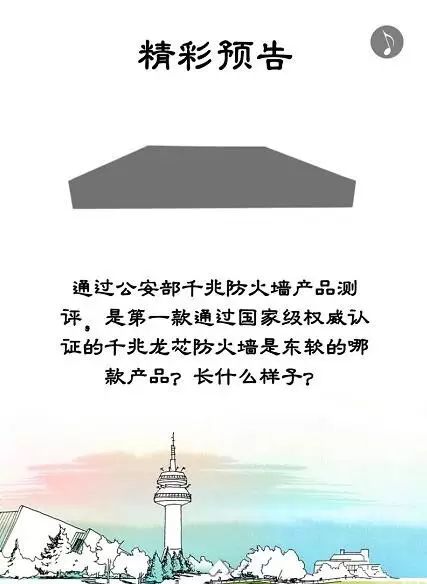 精彩预告
通过公安部千兆防火墙产品测
评，是第一款通过国家级权威认
证的千兆龙芯防火墙是东软的哪
款产品？长什么样子？